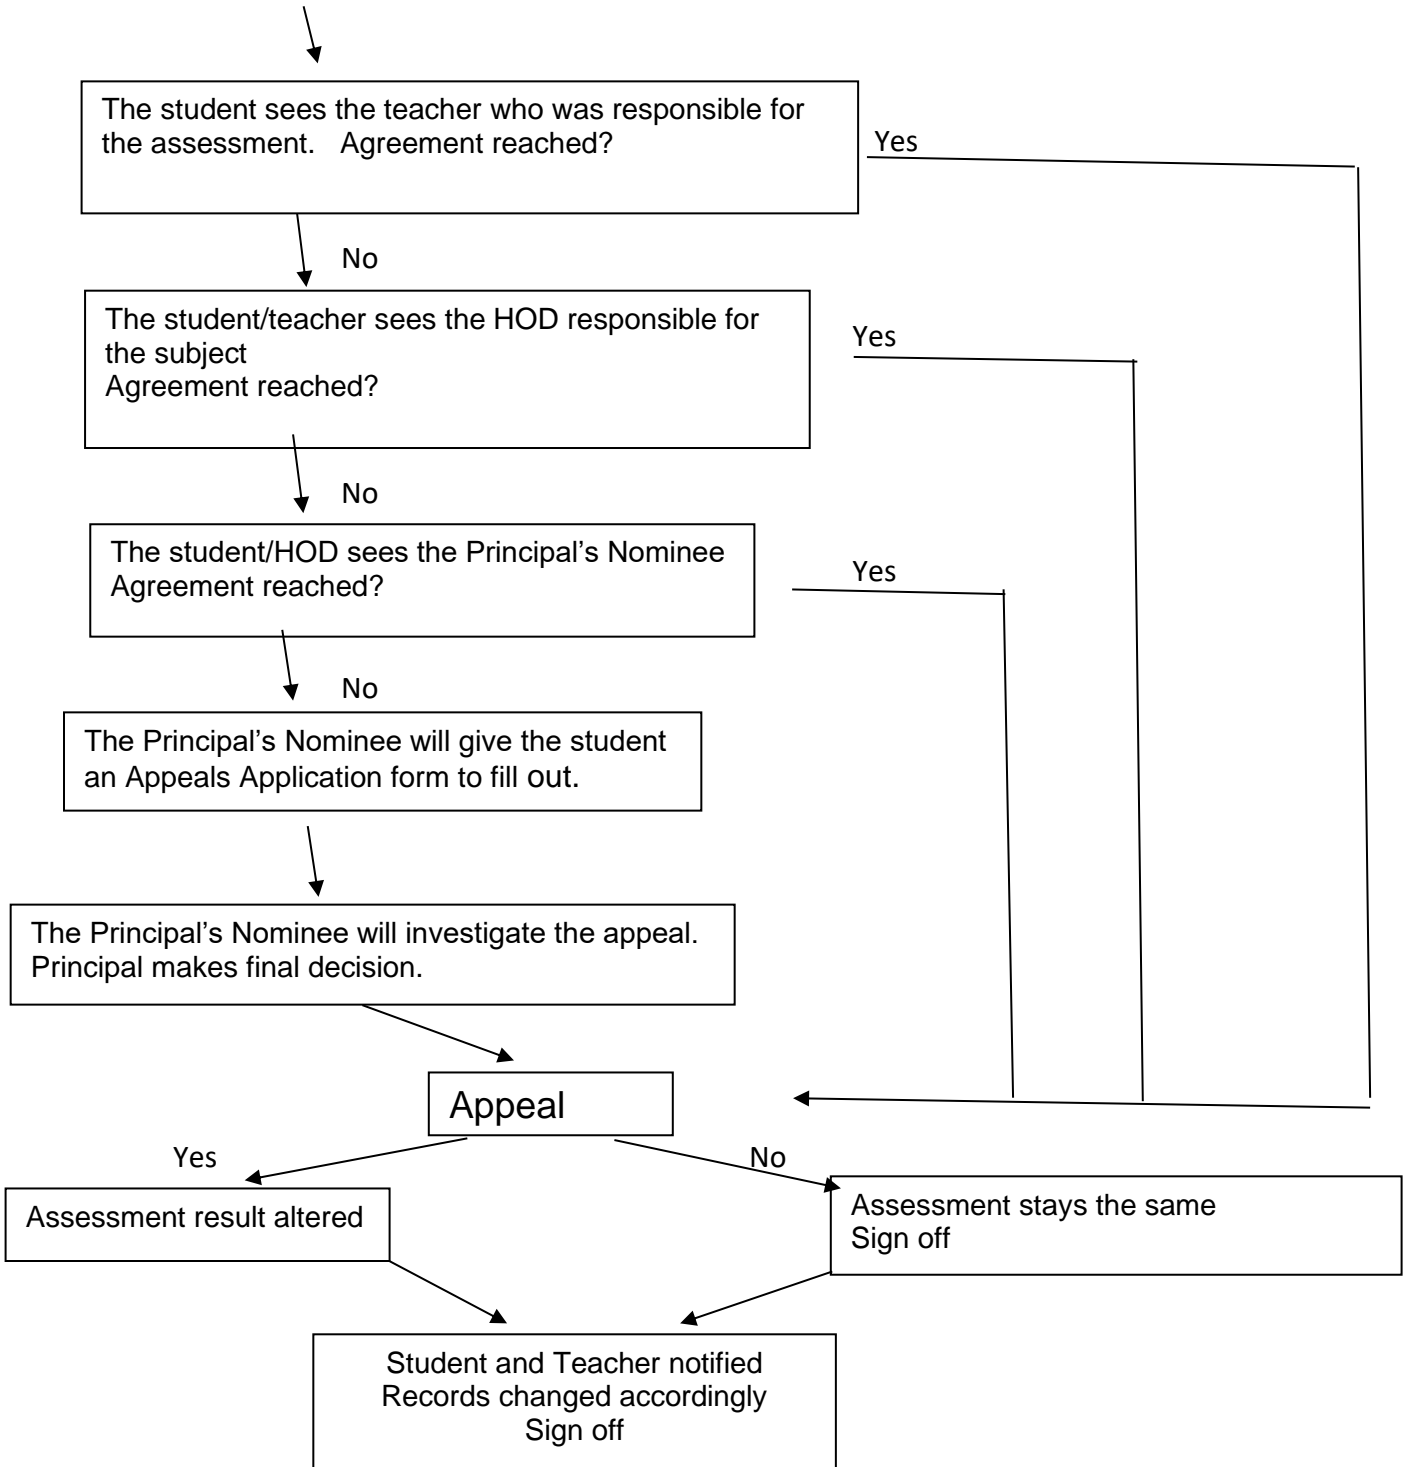 The student sees the teacher who was responsible for
the assessment.   Agreement reached?
Yes
No
The student/teacher sees the HOD responsible for
the subject
Agreement reached?
Yes
No
The student/HOD sees the Principal’s Nominee
Agreement reached?
Yes
No
The Principal’s Nominee will give the student
an Appeals Application form to fill out.
The Principal’s Nominee will investigate the appeal.
Principal makes final decision.
Appeal
Yes
No
Assessment result altered
Assessment stays the same
Sign off
Student and Teacher notified
Records changed accordingly
Sign off